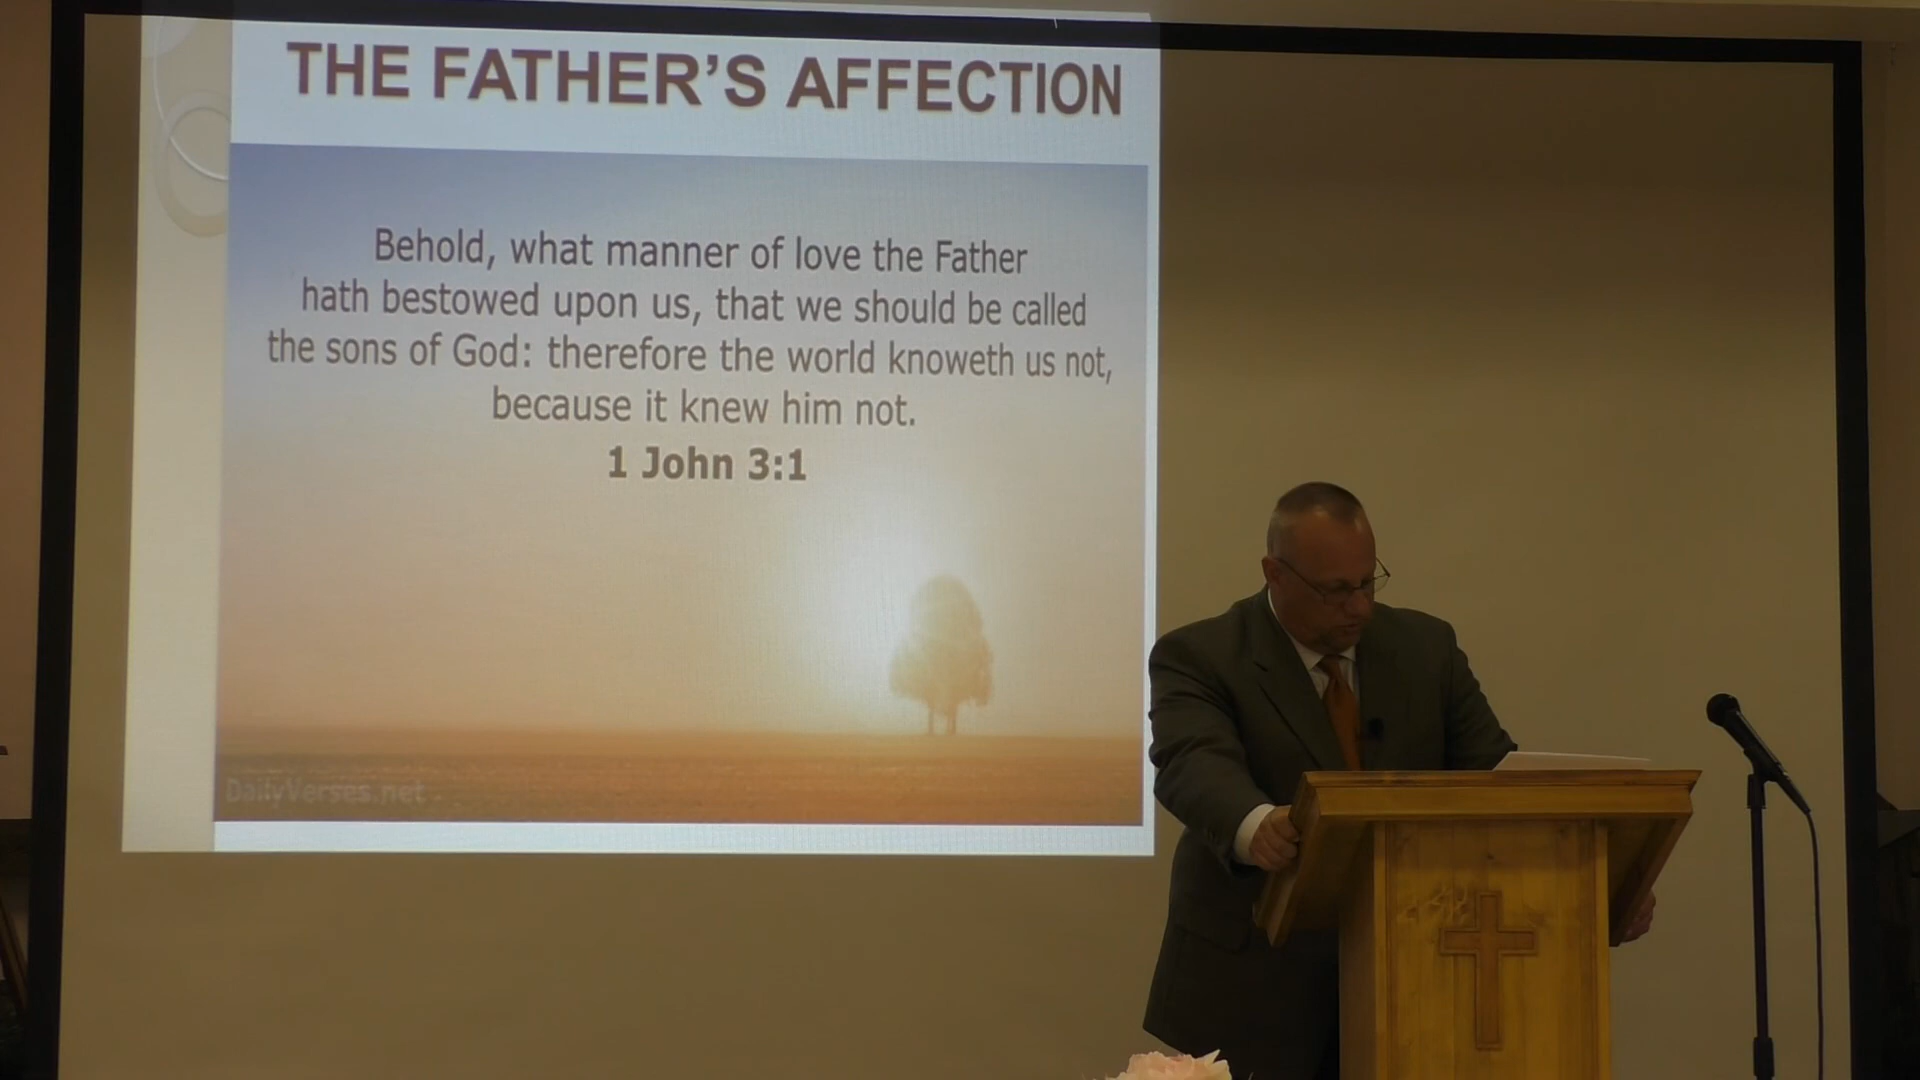 THE FATHER’S AFFECTION
Behold, what manner of love the Father
hath bestowed upon us, that we should be called
the sons of God: therefore the world knoweth us not,
because it knew him not.
1 John 3:1
DailyVerses.net